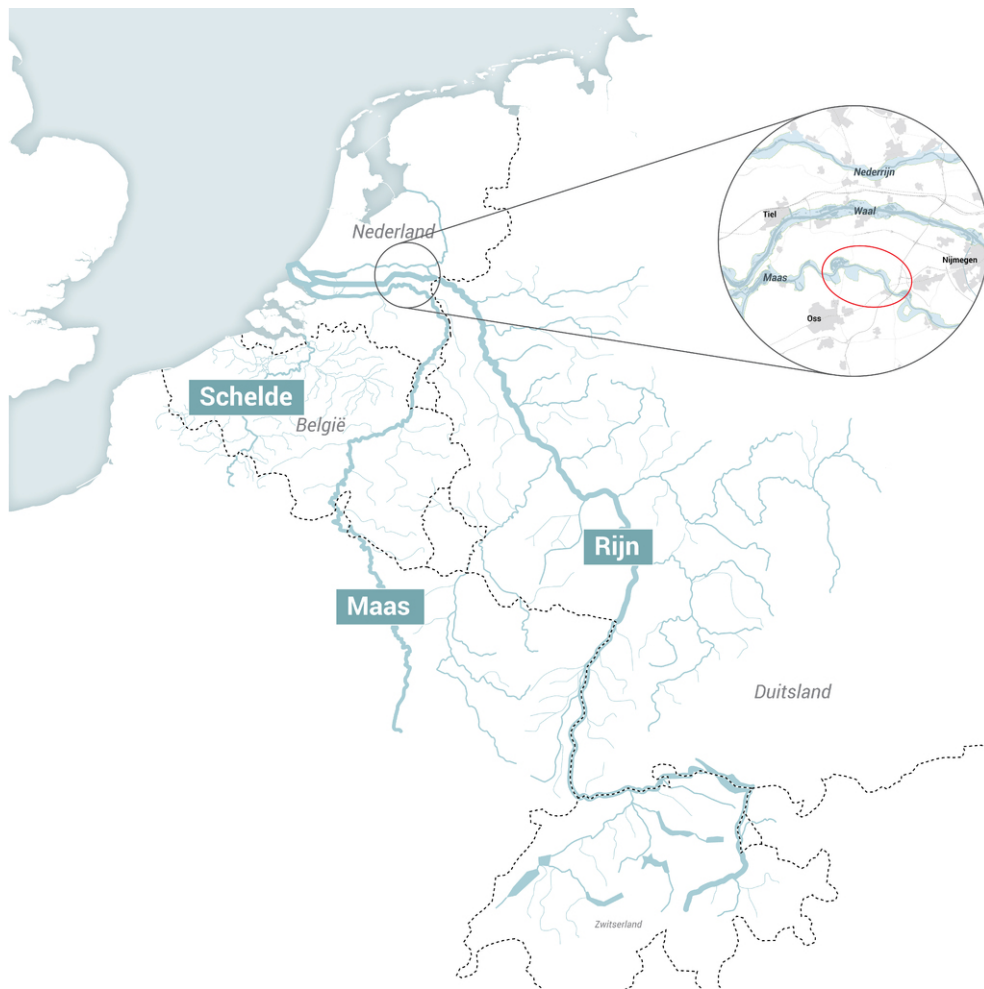 Nederrijn
Tiel
Waal
Nederland
Nijmegen
Maas
Oss
Schelde
België
Rijn
Maas
Duitsland
Zwitserland